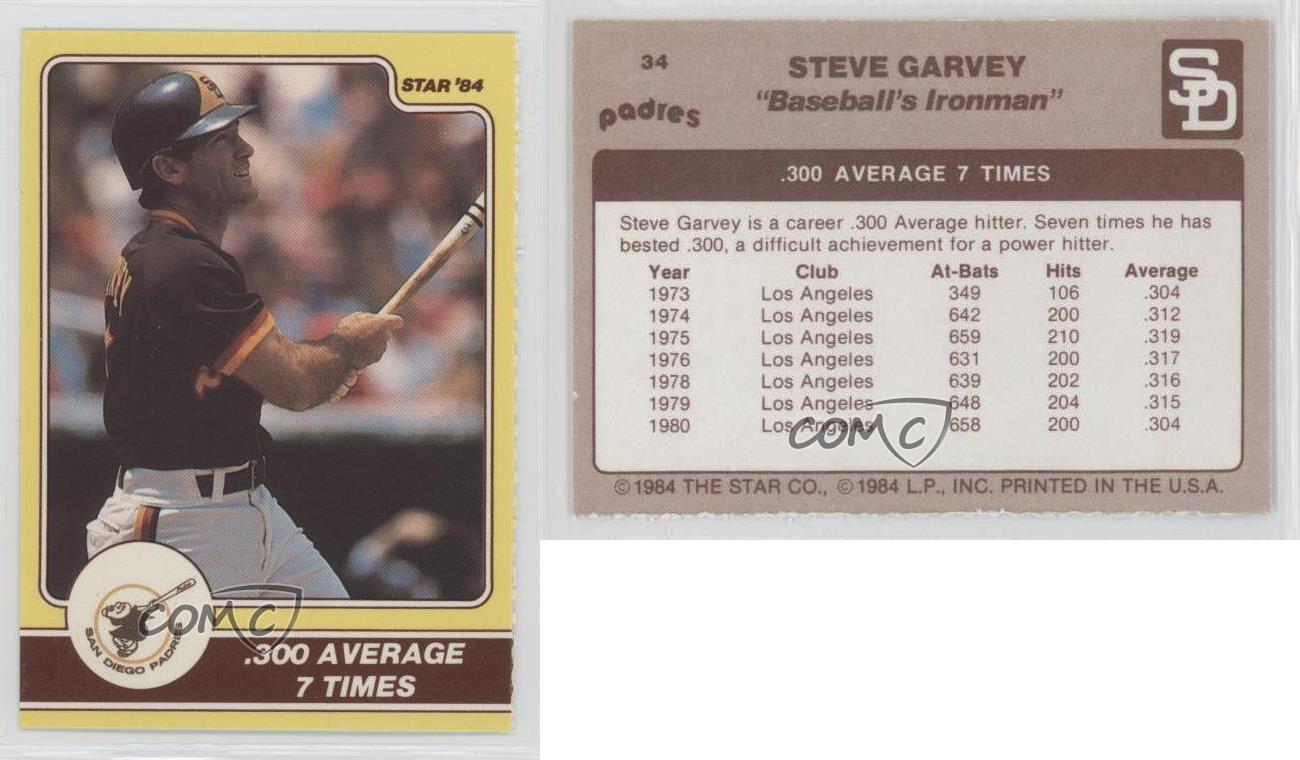 STAR '84
SAN DIEGO PADRES
.300 AVERAGE
7 TIMES
COMC
34
STEVE GARVEY
"Baseball's Ironman"
padres
SD
.300 AVERAGE 7 TIMES
Steve Garvey is a career .300 Average hitter. Seven times he has
bested .300, a difficult achievement for a power hitter.
Year Club At-Bats Hits Average
1973 Los Angeles 349 106 .304
1974 Los Angeles 642 200 .312
1975 Los Angeles 659 210 .319
1976 Los Angeles 631 200 .317
1978 Los Angeles 639 202 .316
1979 Los Angeles 648 204 .315
1980 Los Angeles 658 200 .304
COMC
©1984 THE STAR CO., ©1984 L.P., INC. PRINTED IN THE U.S.A.